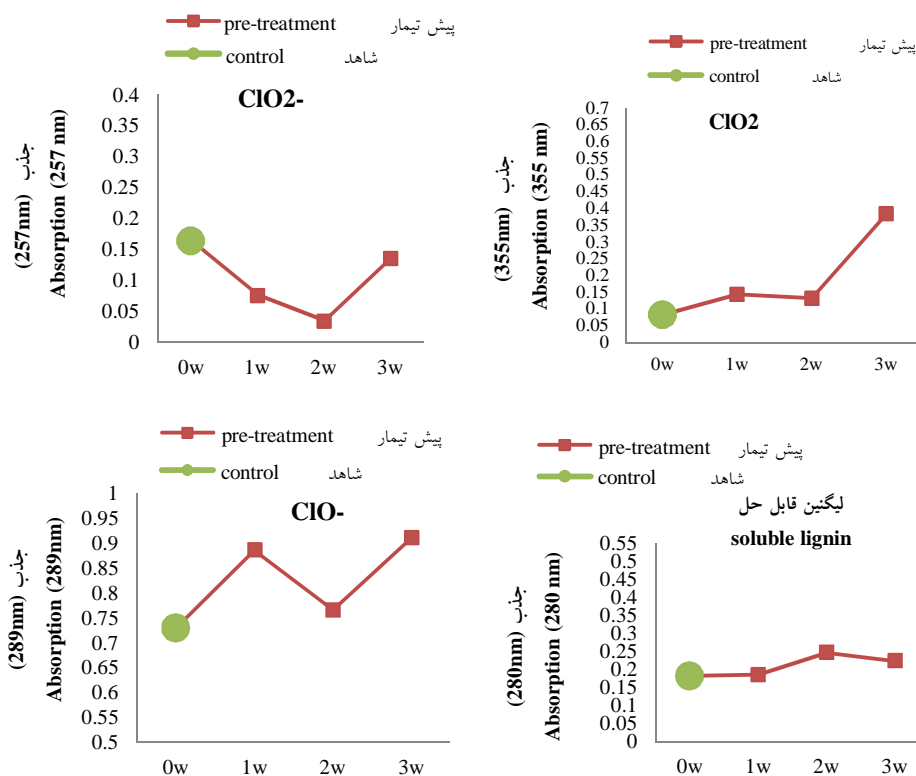 pre-treatment پیش تیمار
control شاهد
ClO2-
0.4
0.35
0.3
0.25
0.2
0.15
0.1
0.05
0
جذب (257nm)
Absorption (257 nm)
0w 1w 2w 3w
pre-treatment پیش تیمار
control شاهد
ClO2
0.7
0.65
0.6
0.55
0.5
0.45
0.4
0.35
0.3
0.25
0.2
0.15
0.1
0.05
0
جذب (355nm)
Absorption (355 nm)
0w 1w 2w 3w
pre-treatment پیش تیمار
control شاهد
ClO-
1
0.95
0.9
0.85
0.8
0.75
0.7
0.65
0.6
0.55
0.5
جذب (289nm)
Absorption (289nm)
0w 1w 2w 3w
pre-treatment پیش تیمار
control شاهد
لیگنین قابل حل
soluble lignin
0.55
0.5
0.45
0.4
0.35
0.3
0.25
0.2
0.15
0.1
0.05
0
جذب (280nm)
Absorption (280 nm)
0w 1w 2w 3w